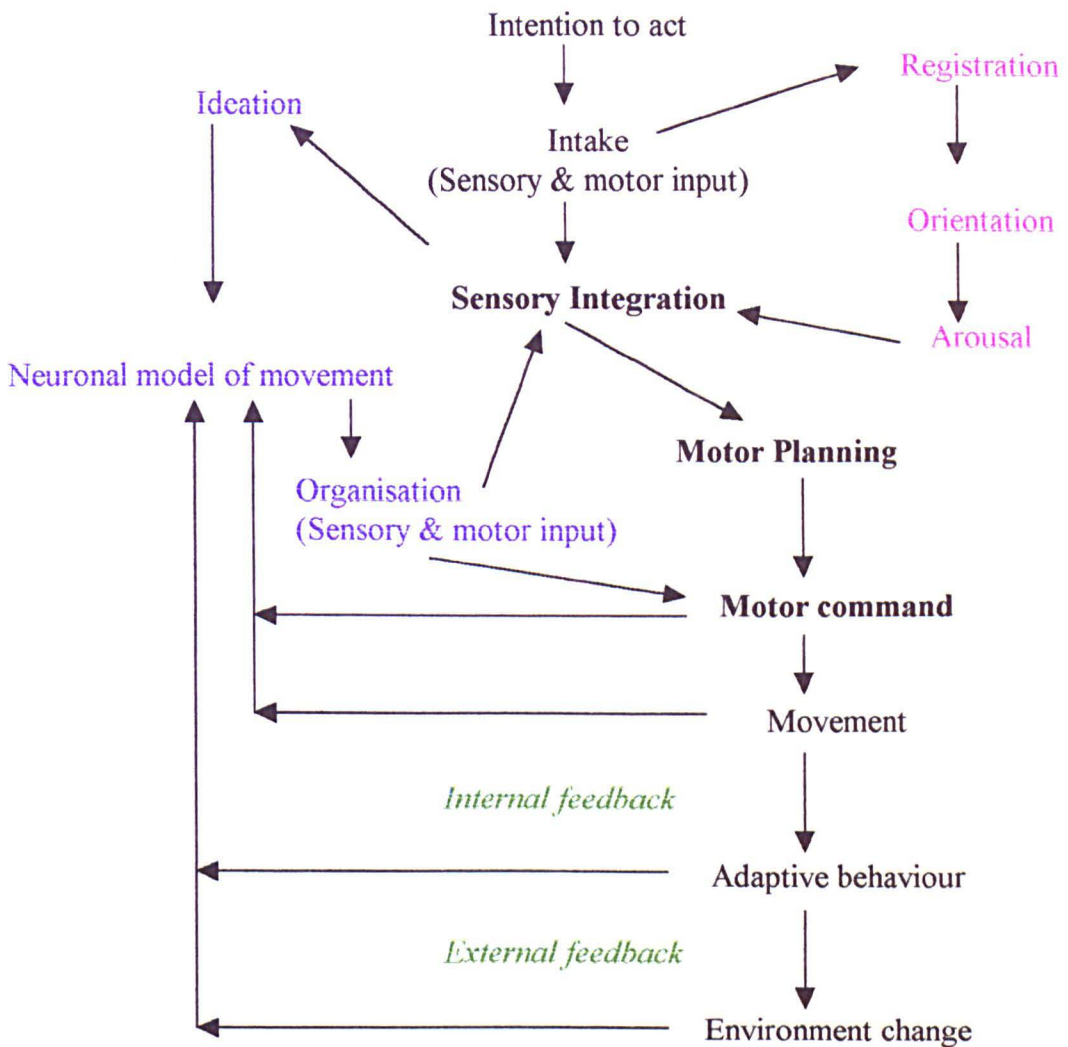 Intention to act
Registration
Ideation
Intake
(Sensory & motor input)
Orientation
Sensory Integration
Arousal
Neuronal model of movement
Motor Planning
Organisation
(Sensory & motor input)
Motor command
Movement
Internal feedback
Adaptive behaviour
External feedback
Environment change